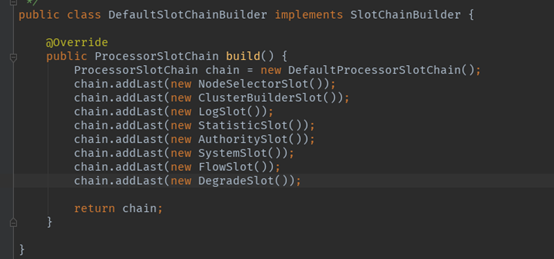 */
public class DefaultSlotChainBuilder implements SlotChainBuilder {
@Override
public ProcessorSlotChain build() {
ProcessorSlotChain chain = new DefaultProcessorSlotChain();
chain.addLast(new NodeSelectorSlot());
chain.addLast(new ClusterBuilderSlot());
chain.addLast(new LogSlot());
chain.addLast(new StatisticSlot());
chain.addLast(new AuthoritySlot());
chain.addLast(new SystemSlot());
chain.addLast(new FlowSlot());
chain.addLast(new DegradeSlot());
return chain;
}
}